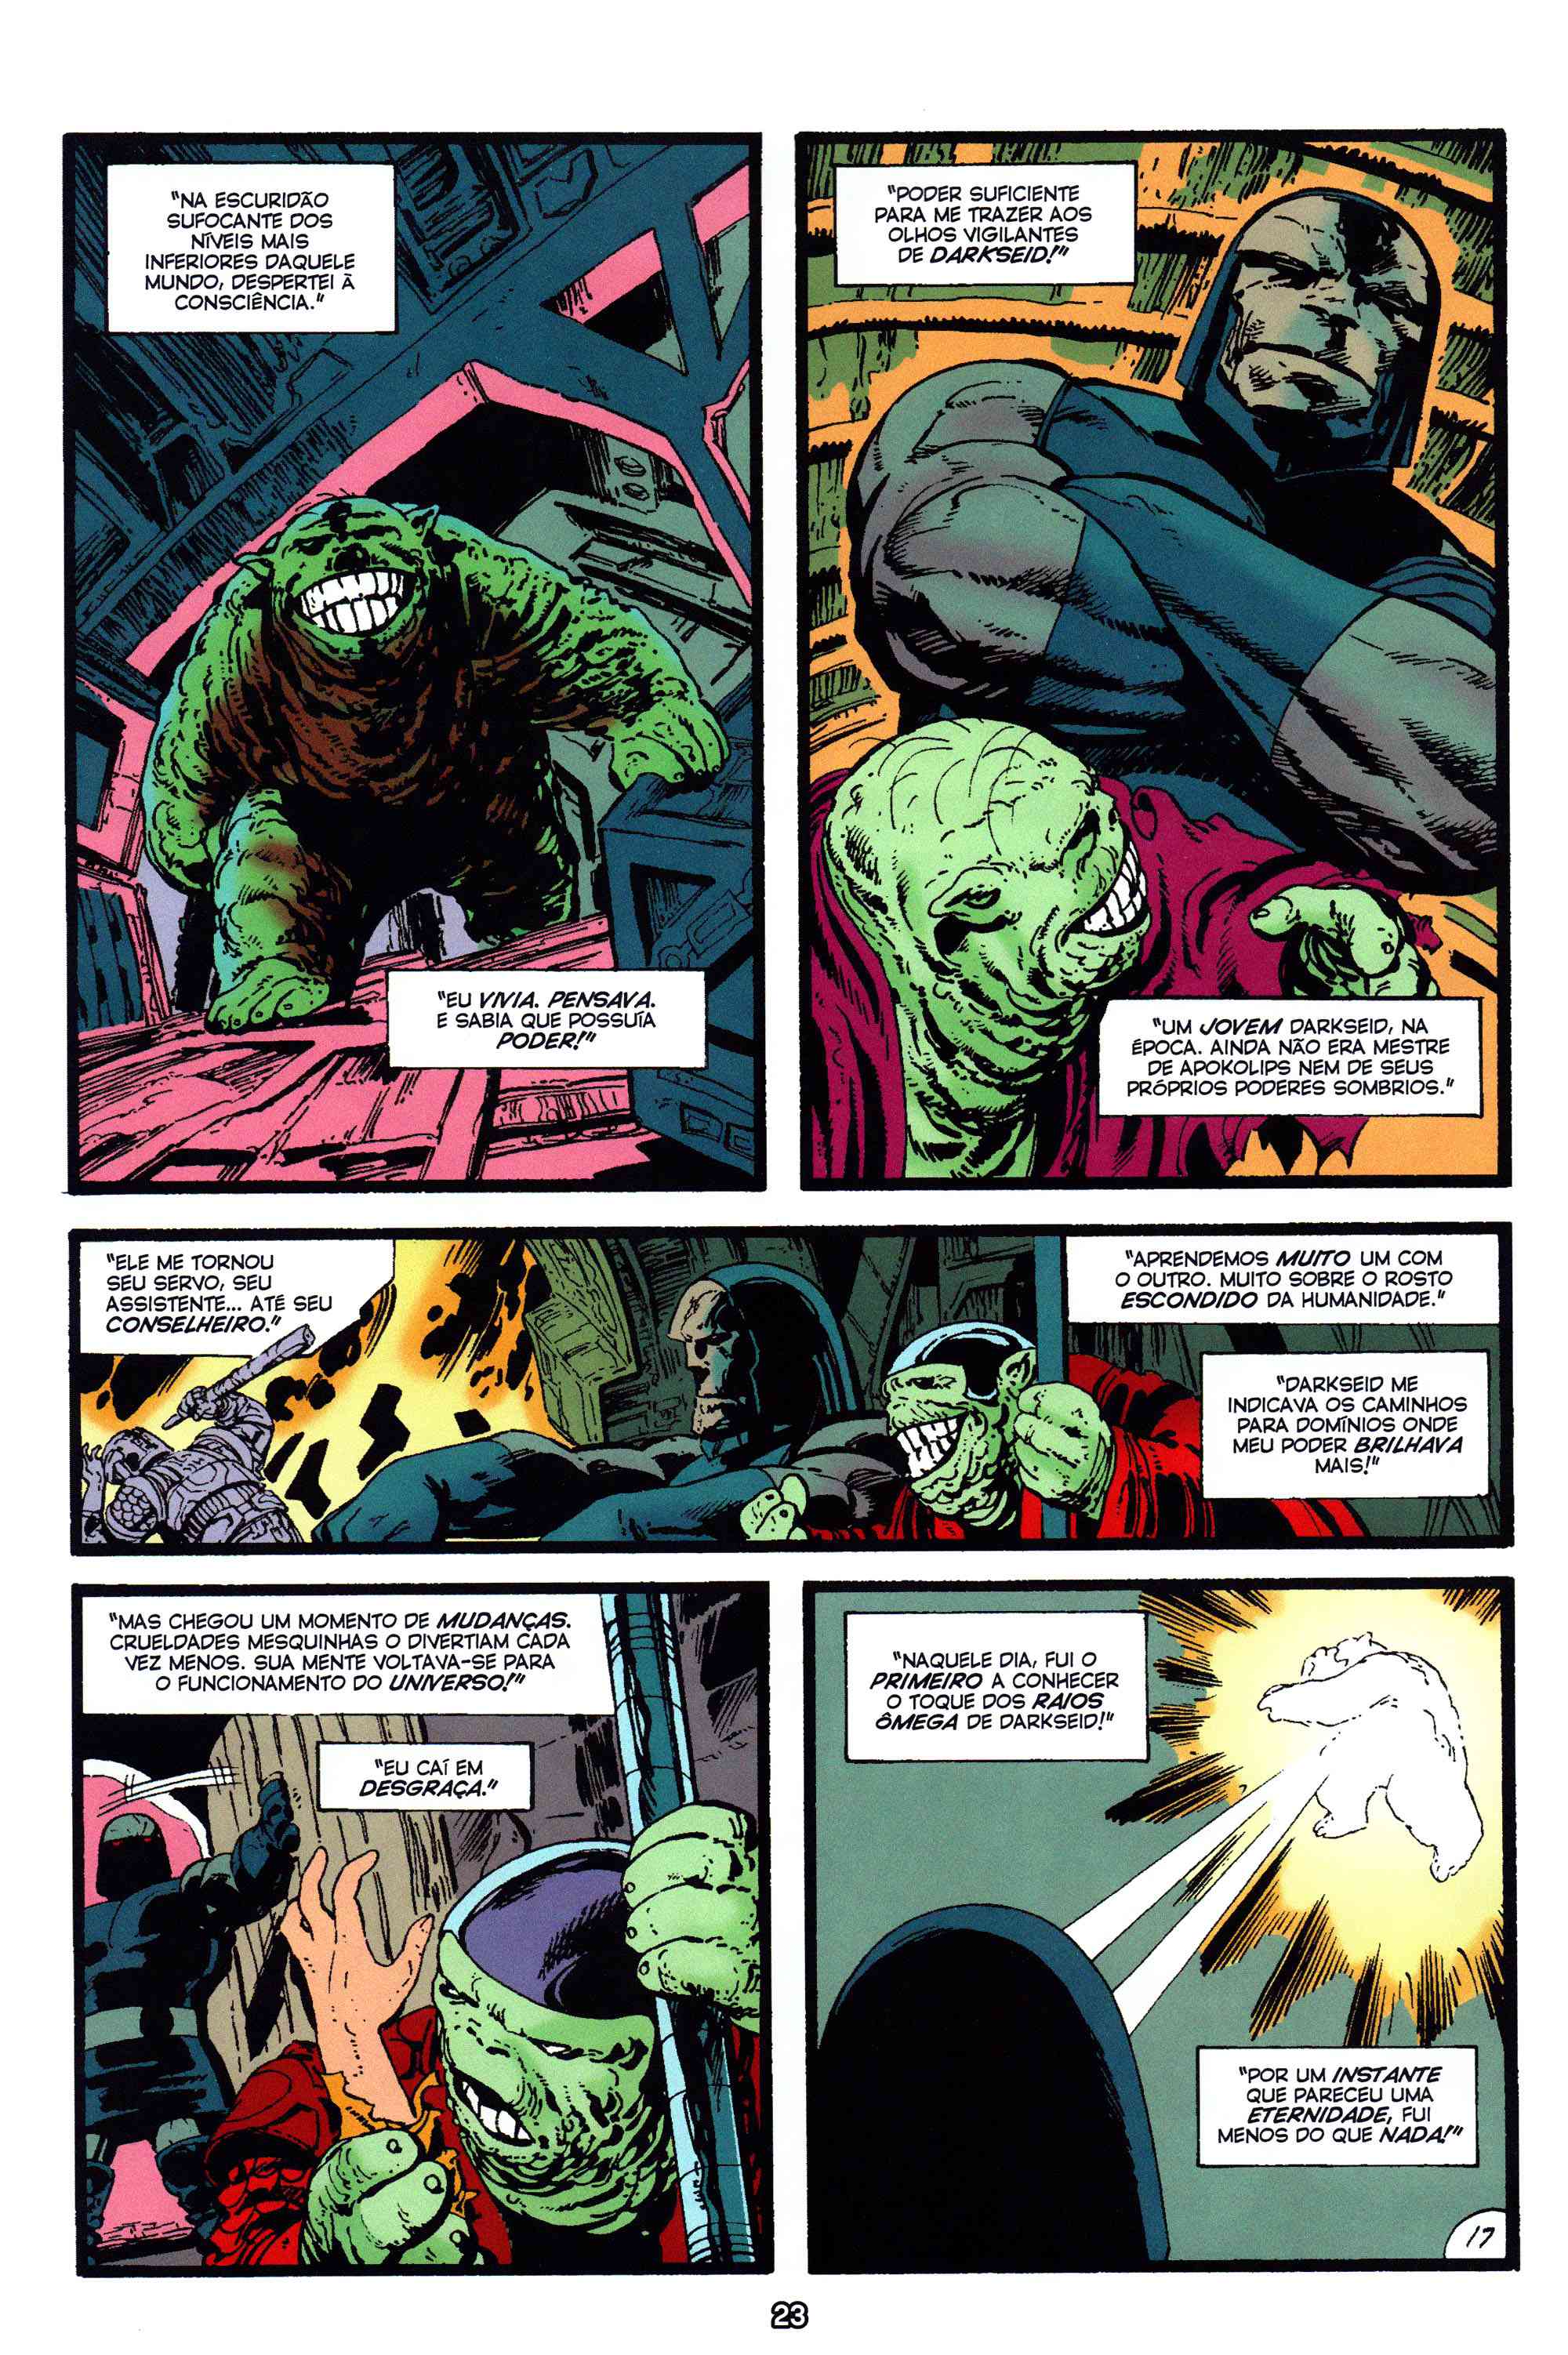 "NA ESCURIDÃO
SUFOCANTE DOS
NÍVEIS MAIS
INFERIORES DAQUELE
MUNDO, DESPERTEI À
CONSCIÊNCIA."
"EU VIVIA. PENSAVA.
E SABIA QUE POSSUÍA
PODER!"
"PODER SUFICIENTE
PARA ME TRAZER AOS
OLHOS VIGILANTES
DE DARKSEID!"
"UM JOVEM DARKSEID, NA
ÉPOCA. AINDA NÃO ERA MESTRE
DE APOKOLIPS NEM DE SEUS
PRÓPRIOS PODERES SOMBRIOS."
"ELE ME TORNOU
SEU SERVO, SEU
ASSISTENTE... ATÉ SEU
CONSELHEIRO."
"APRENDEMOS MUITO UM COM
O OUTRO. MUITO SOBRE O ROSTO
ESCONDIDO DA HUMANIDADE."
"DARKSEID ME
INDICAVA OS CAMINHOS
PARA DOMÍNIOS ONDE
MEU PODER BRILHAVA
MAIS!"
"MAS CHEGOU UM MOMENTO DE MUDANÇAS.
CRUELDADES MESQUINHAS O DIVERTIAM CADA
VEZ MENOS. SUA MENTE VOLTAVA-SE PARA
O FUNCIONAMENTO DO UNIVERSO!"
"EU CAÍ EM
DESGRAÇA."
"NAQUELE DIA, FUI O
PRIMEIRO A CONHECER
O TOQUE DOS RAIOS
ÔMEGA DE DARKSEID!"
"POR UM INSTANTE
QUE PARECEU UMA
ETERNIDADE, FUI
MENOS DO QUE NADA!"
17
23